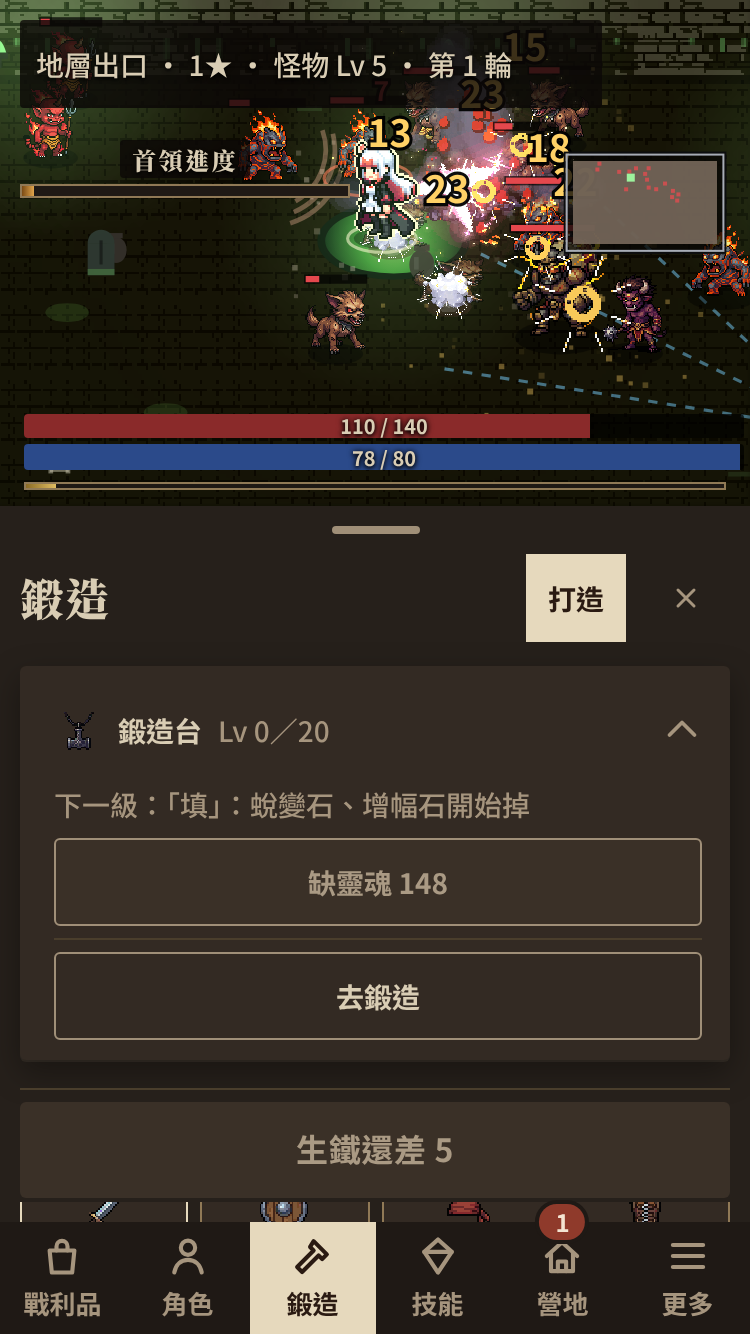 地層出口 · 1★ · 怪物 Lv 5 · 第 1 輪
15
7
23
13
首領進度
18
23
110 / 140
78 / 80
鍛造
打造
鍛造台 Lv 0／20
下一級：「填」：蛻變石、增幅石開始掉
缺靈魂 148
去鍛造
生鐵還差 5
1
戰利品
角色
鍛造
技能
營地
更多